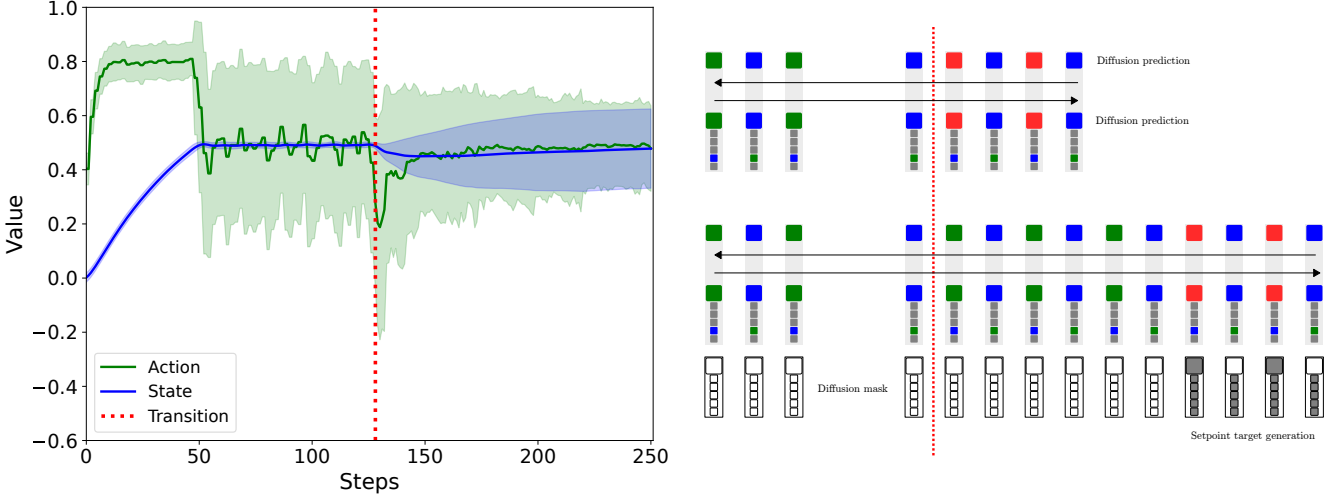 1.0
0.8
0.6
0.4
0.2
0.0
−0.2
−0.4
−0.6
Value
0
50
100
150
200
250
Steps
Action
State
Transition
Diffusion prediction
Diffusion prediction
Diffusion mask
Setpoint target generation